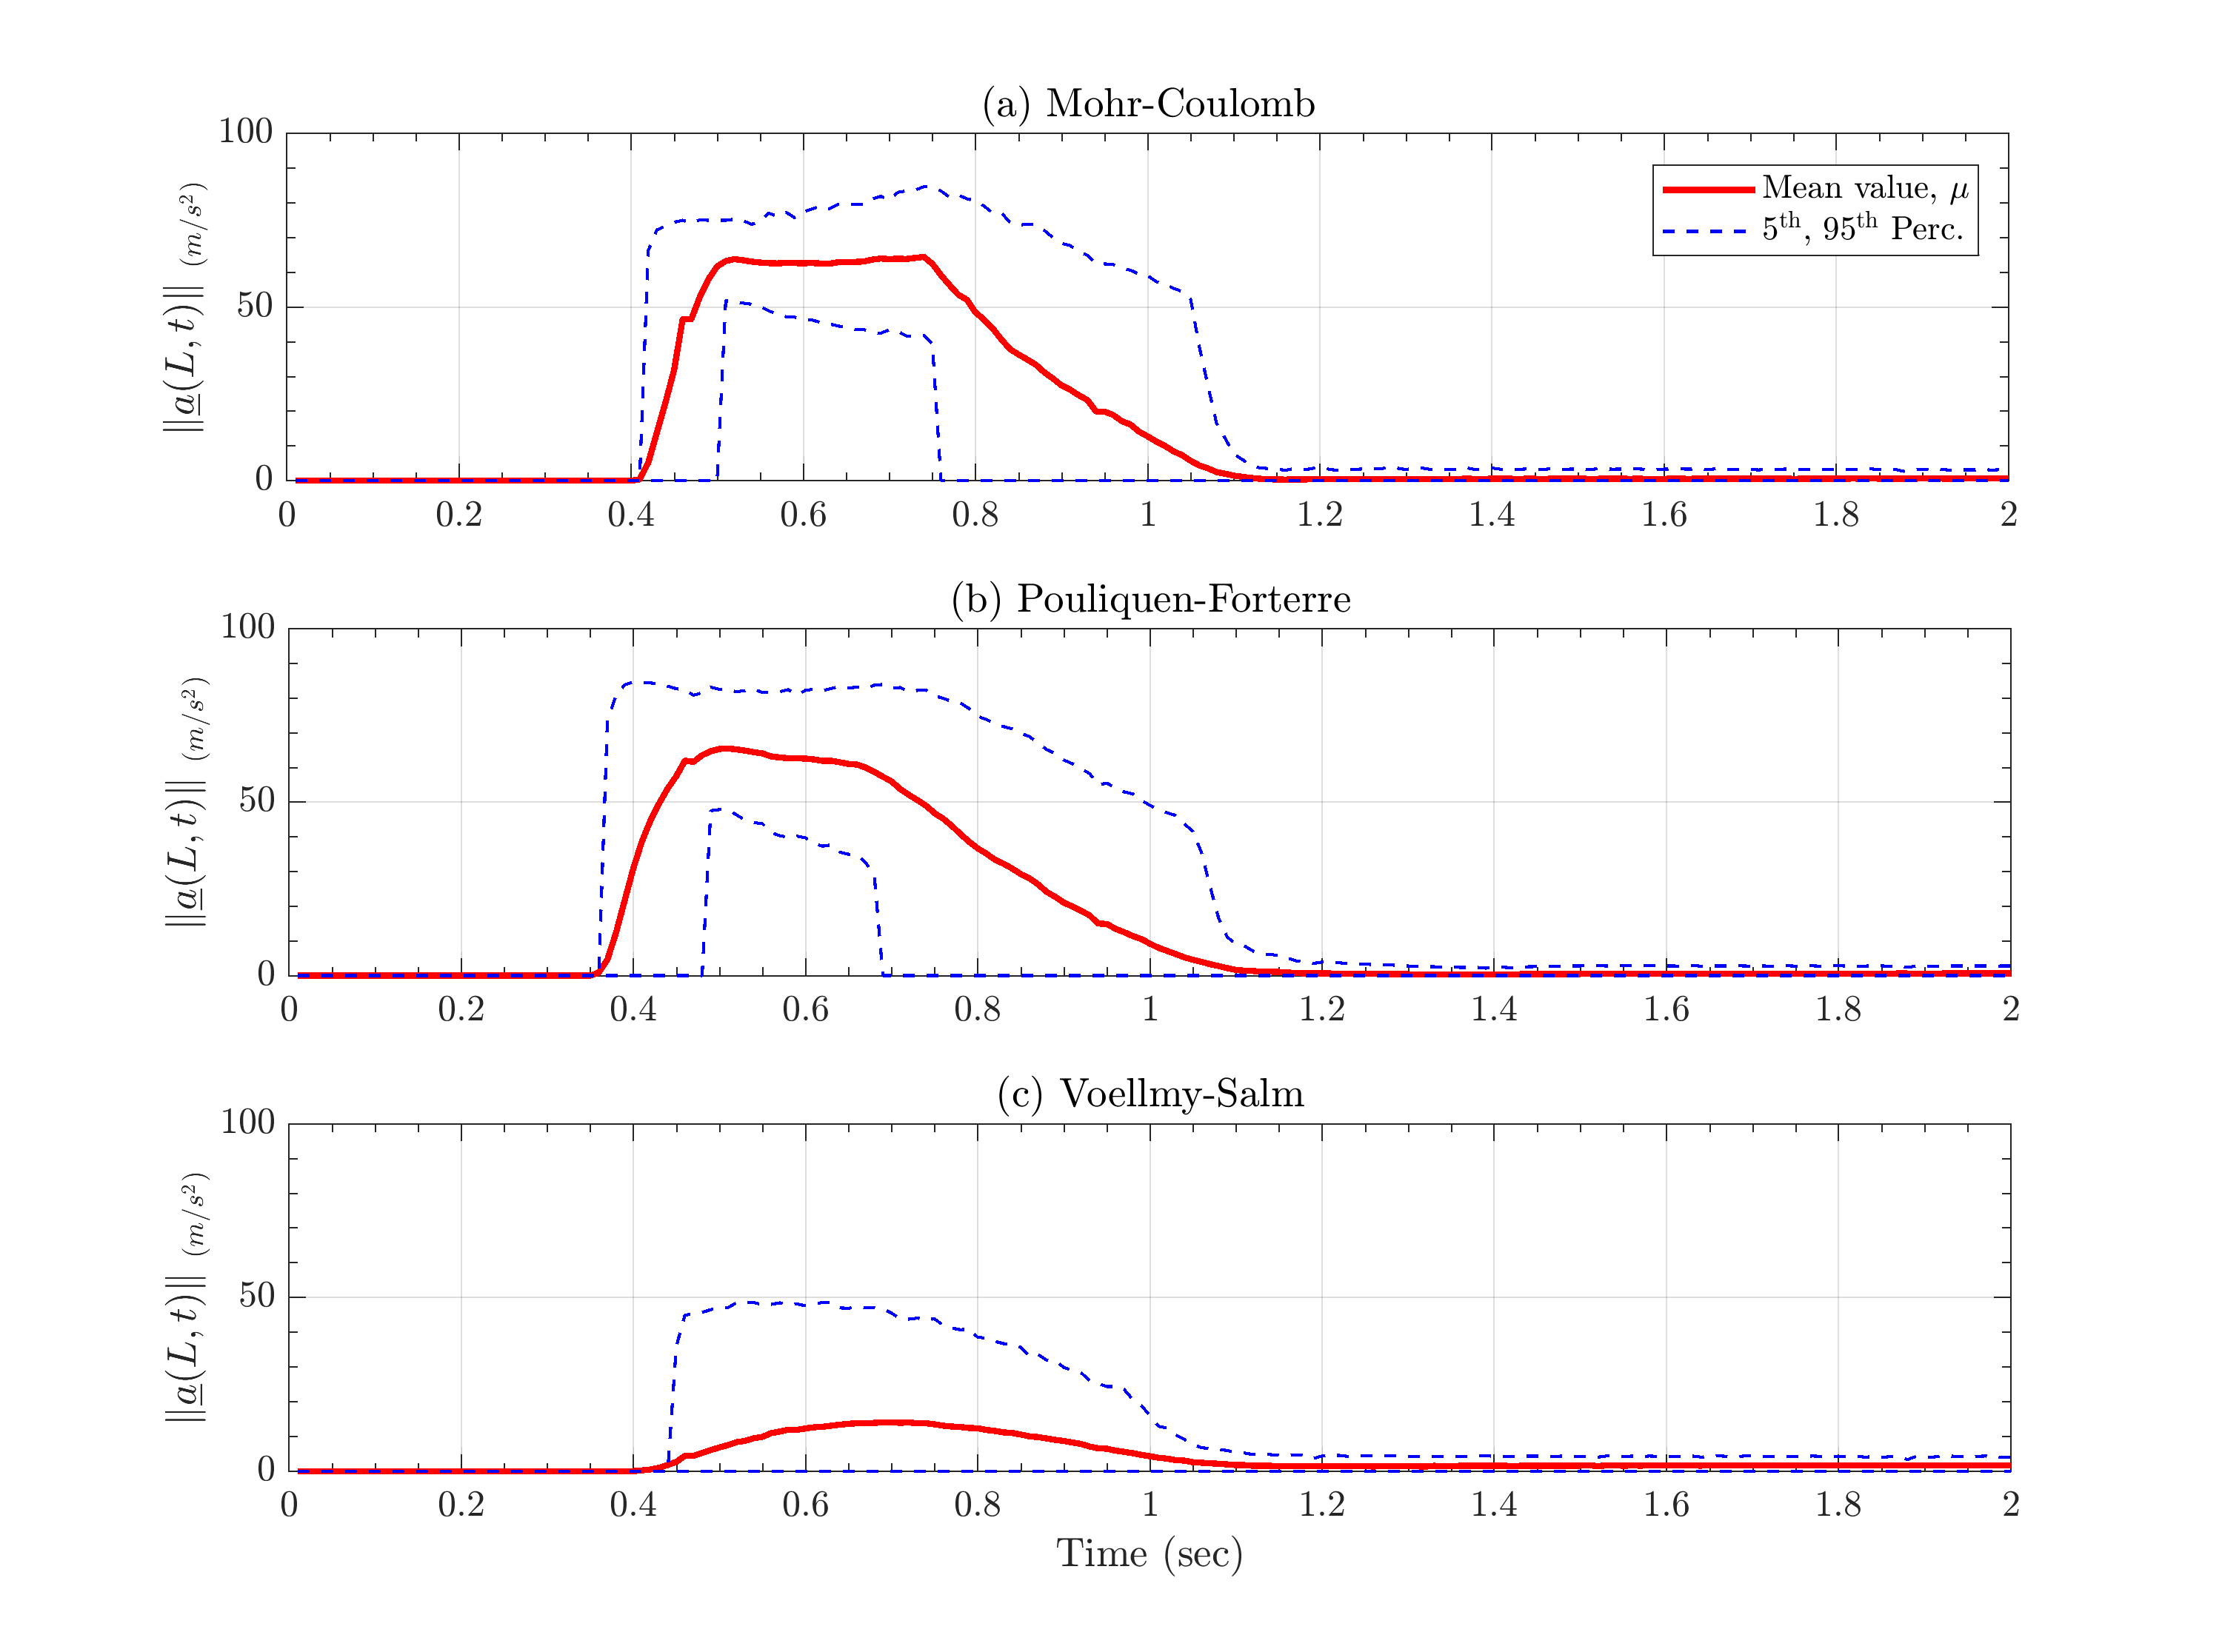 (a) Mohr-Coulomb
||a(L, t)|| (m/s²)
100
50
0
Mean value, μ
5th, 95th Perc.
0 0.2 0.4 0.6 0.8 1 1.2 1.4 1.6 1.8 2
(b) Pouliquen-Forterre
||a(L, t)|| (m/s²)
100
50
0
0 0.2 0.4 0.6 0.8 1 1.2 1.4 1.6 1.8 2
(c) Voellmy-Salm
||a(L, t)|| (m/s²)
100
50
0
0 0.2 0.4 0.6 0.8 1 1.2 1.4 1.6 1.8 2
Time (sec)